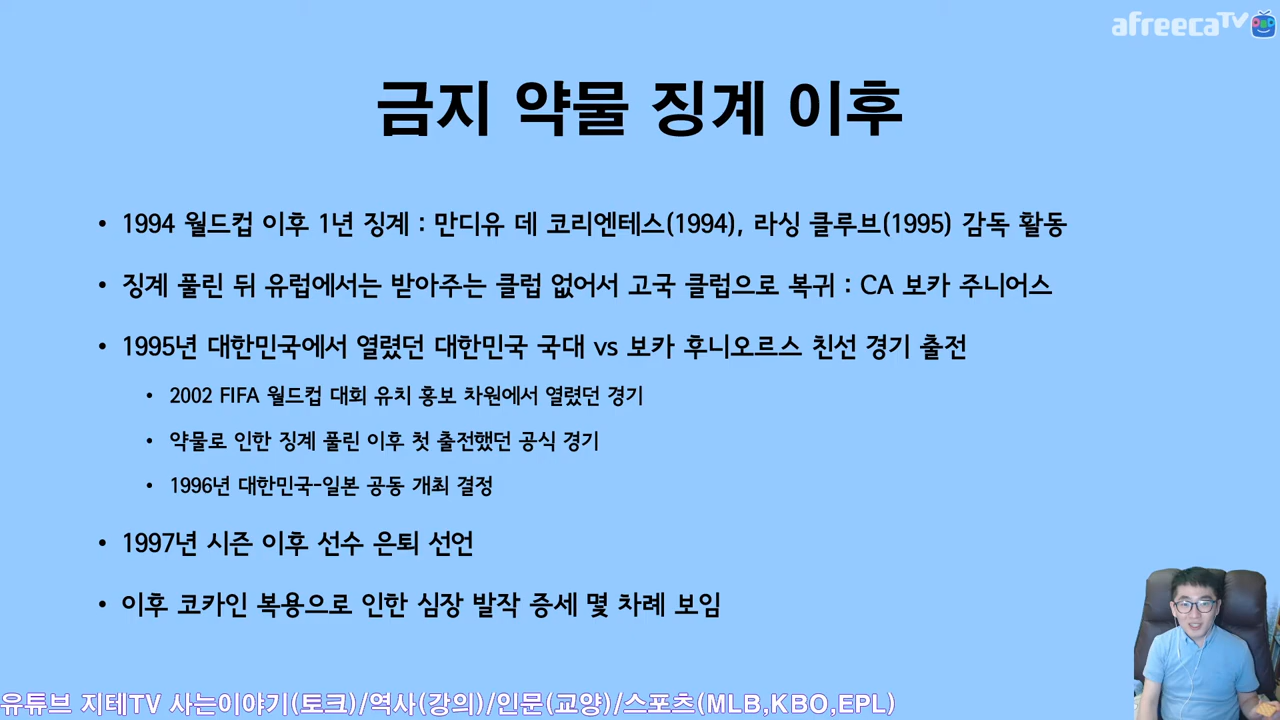 afreecaTV
금지 약물 징계 이후
• 1994 월드컵 이후 1년 징계 : 만디유 데 코리엔테스(1994), 라싱 클루브(1995) 감독 활동
• 징계 풀린 뒤 유럽에서는 받아주는 클럽 없어서 고국 클럽으로 복귀 : CA 보카 주니어스
• 1995년 대한민국에서 열렸던 대한민국 국대 vs 보카 후니오르스 친선 경기 출전
• 2002 FIFA 월드컵 대회 유치 홍보 차원에서 열렸던 경기
• 약물로 인한 징계 풀린 이후 첫 출전했던 공식 경기
• 1996년 대한민국-일본 공동 개최 결정
• 1997년 시즌 이후 선수 은퇴 선언
• 이후 코카인 복용으로 인한 심장 발작 증세 몇 차례 보임
유튜브 지테TV 사는이야기(토크)/역사(강의)/인문(교양)/스포츠(MLB,KBO,EPL)